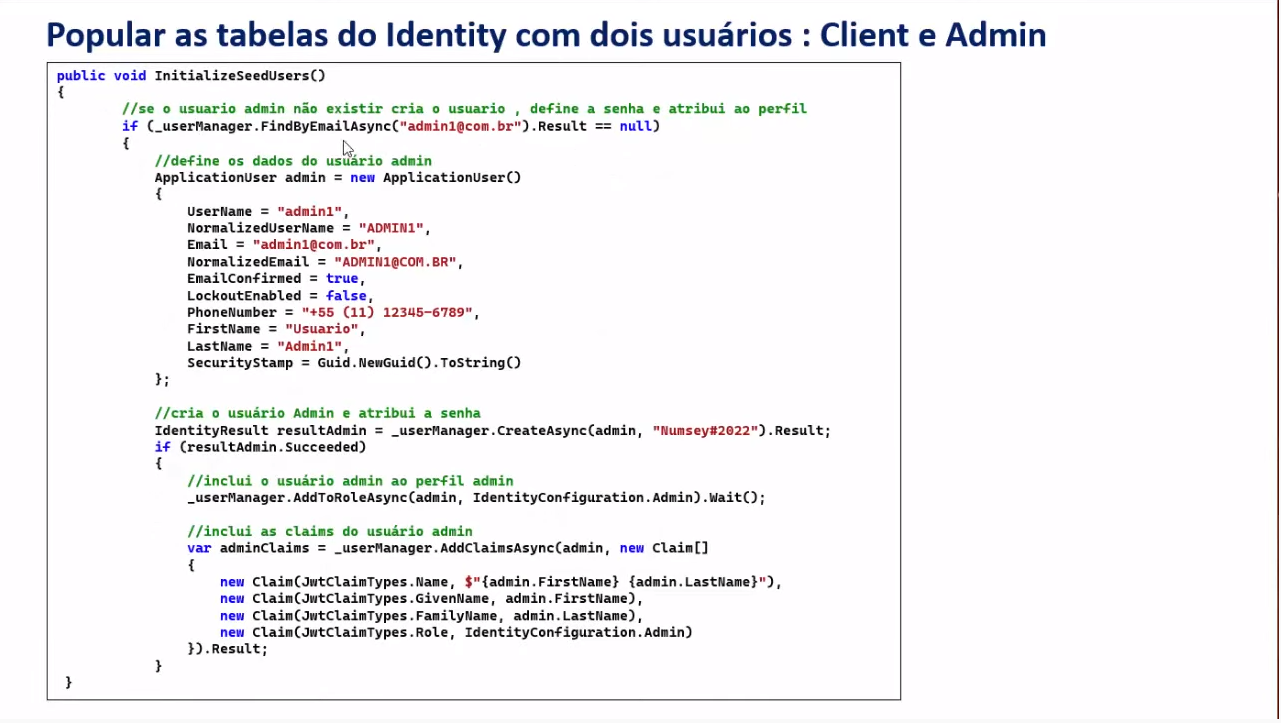 Popular as tabelas do Identity com dois usuários : Client e Admin
public void InitializeSeedUsers()
{
//se o usuario admin não existir cria o usuario , define a senha e atribui ao perfil
if (_userManager.FindByEmailAsync("admin1@com.br").Result == null)
{
//define os dados do usuário admin
ApplicationUser admin = new ApplicationUser()
{
UserName = "admin1",
NormalizedUserName = "ADMIN1",
Email = "admin1@com.br",
NormalizedEmail = "ADMIN1@COM.BR",
EmailConfirmed = true,
LockoutEnabled = false,
PhoneNumber = "+55 (11) 12345-6789",
FirstName = "Usuario",
LastName = "Admin1",
SecurityStamp = Guid.NewGuid().ToString()
};
//cria o usuário Admin e atribui a senha
IdentityResult resultAdmin = _userManager.CreateAsync(admin, "Numsey#2022").Result;
if (resultAdmin.Succeeded)
{
//inclui o usuário admin ao perfil admin
_userManager.AddToRoleAsync(admin, IdentityConfiguration.Admin).Wait();
//inclui as claims do usuário admin
var adminClaims = _userManager.AddClaimsAsync(admin, new Claim[]
{
new Claim(JwtClaimTypes.Name, $"{admin.FirstName} {admin.LastName}"),
new Claim(JwtClaimTypes.GivenName, admin.FirstName),
new Claim(JwtClaimTypes.FamilyName, admin.LastName),
new Claim(JwtClaimTypes.Role, IdentityConfiguration.Admin)
}).Result;
}
}